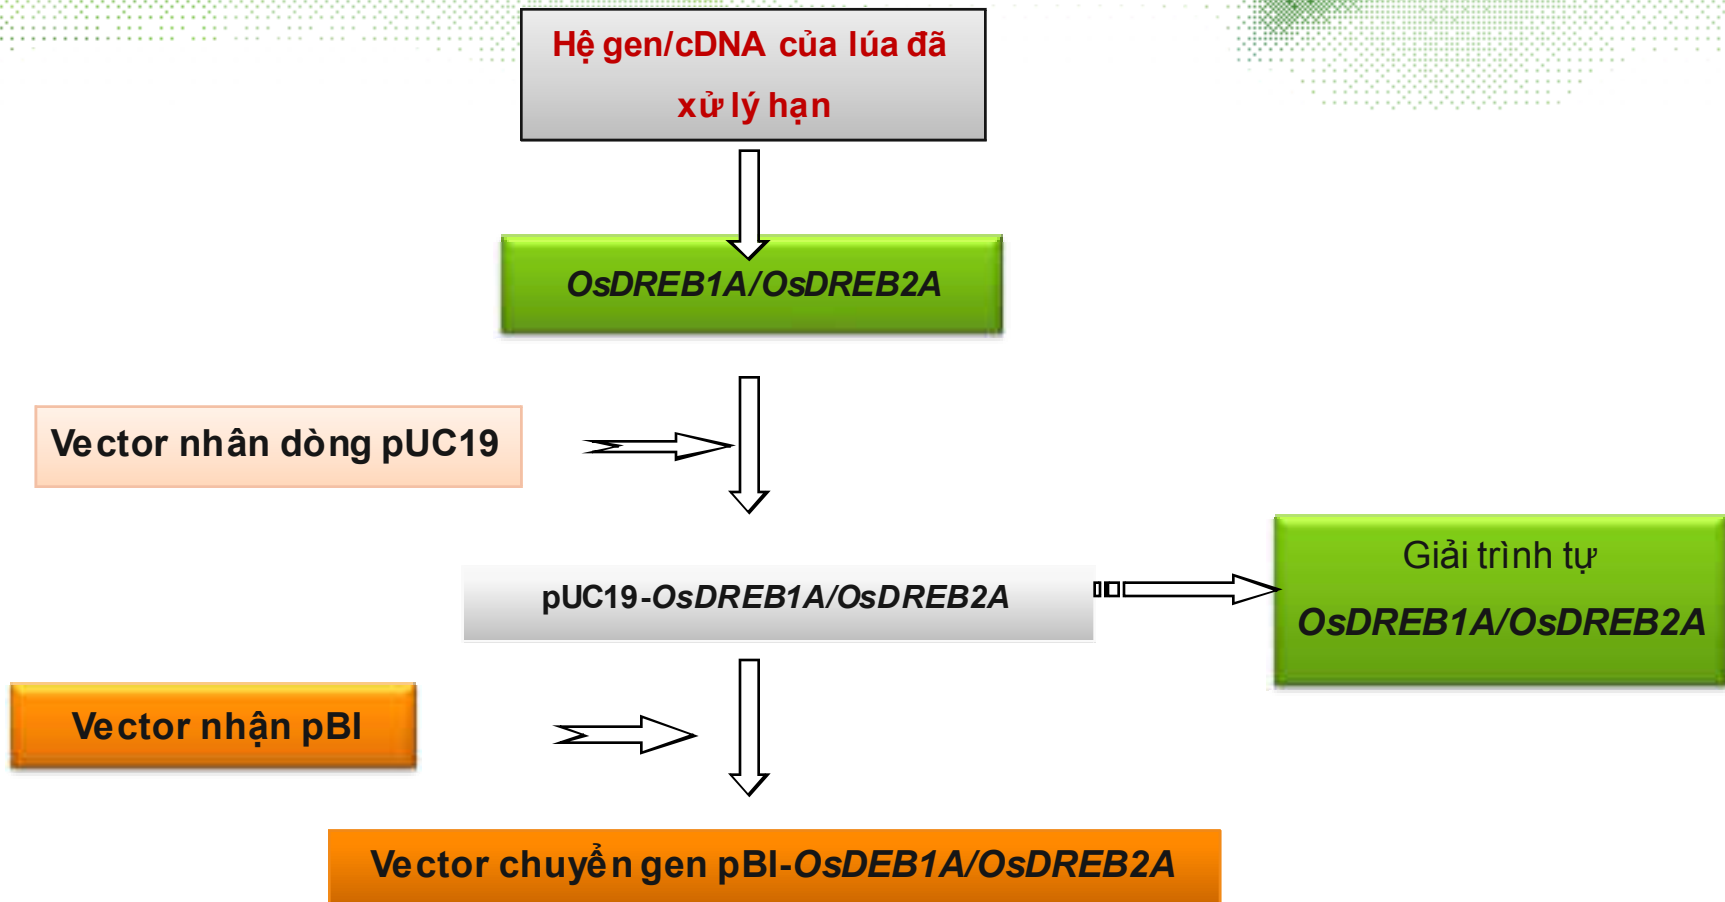 Hệ gen/cDNA của lúa đã
xử lý hạn
OsDREB1A/OsDREB2A
Vector nhân dòng pUC19
pUC19-OsDREB1A/OsDREB2A
Giải trình tự
OsDREB1A/OsDREB2A
Vector nhận pBI
Vector chuyển gen pBI-OsDEB1A/OsDREB2A